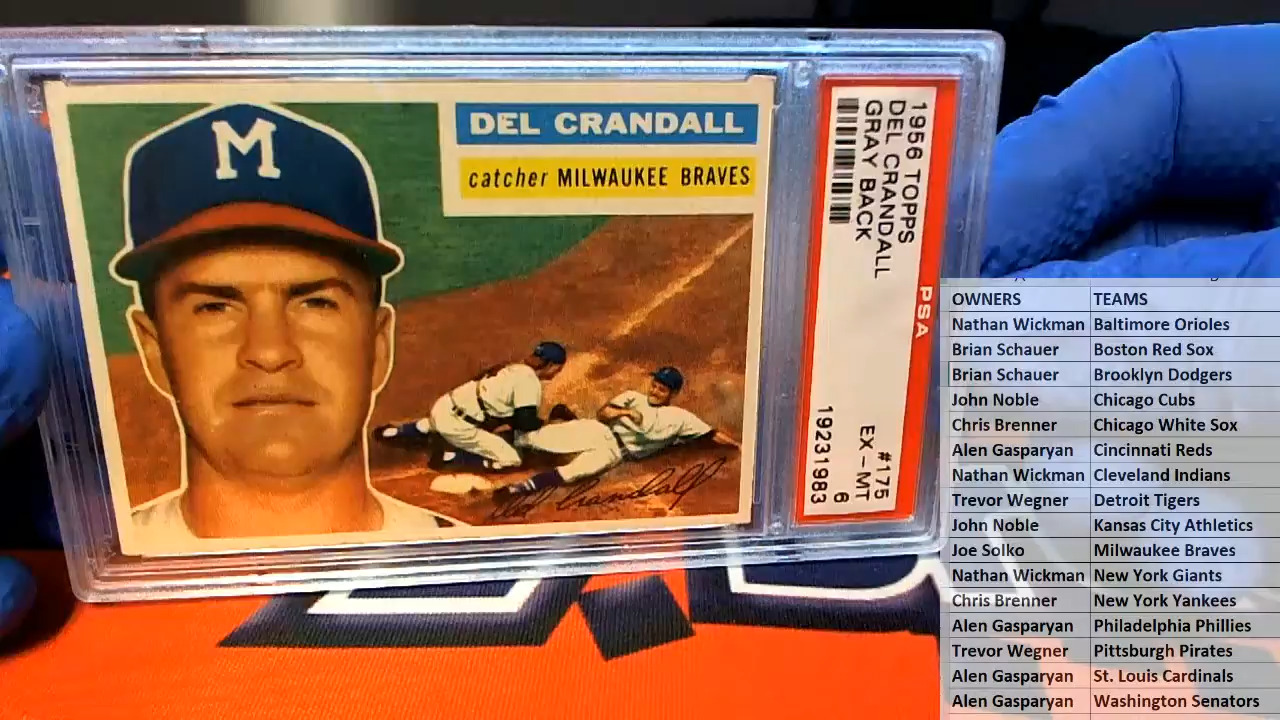 M
DEL CRANDALL
catcher MILWAUKEE BRAVES
Del Crandall
1956 TOPPS
DEL CRANDALL
GRAY BACK
PSA
#175
EX-MT
6
19231983
OWNERS TEAMS
Nathan Wickman Baltimore Orioles
Brian Schauer Boston Red Sox
Brian Schauer Brooklyn Dodgers
John Noble Chicago Cubs
Chris Brenner Chicago White Sox
Alen Gasparyan Cincinnati Reds
Nathan Wickman Cleveland Indians
Trevor Wegner Detroit Tigers
John Noble Kansas City Athletics
Joe Solko Milwaukee Braves
Nathan Wickman New York Giants
Chris Brenner New York Yankees
Alen Gasparyan Philadelphia Phillies
Trevor Wegner Pittsburgh Pirates
Alen Gasparyan St. Louis Cardinals
Alen Gasparyan Washington Senators